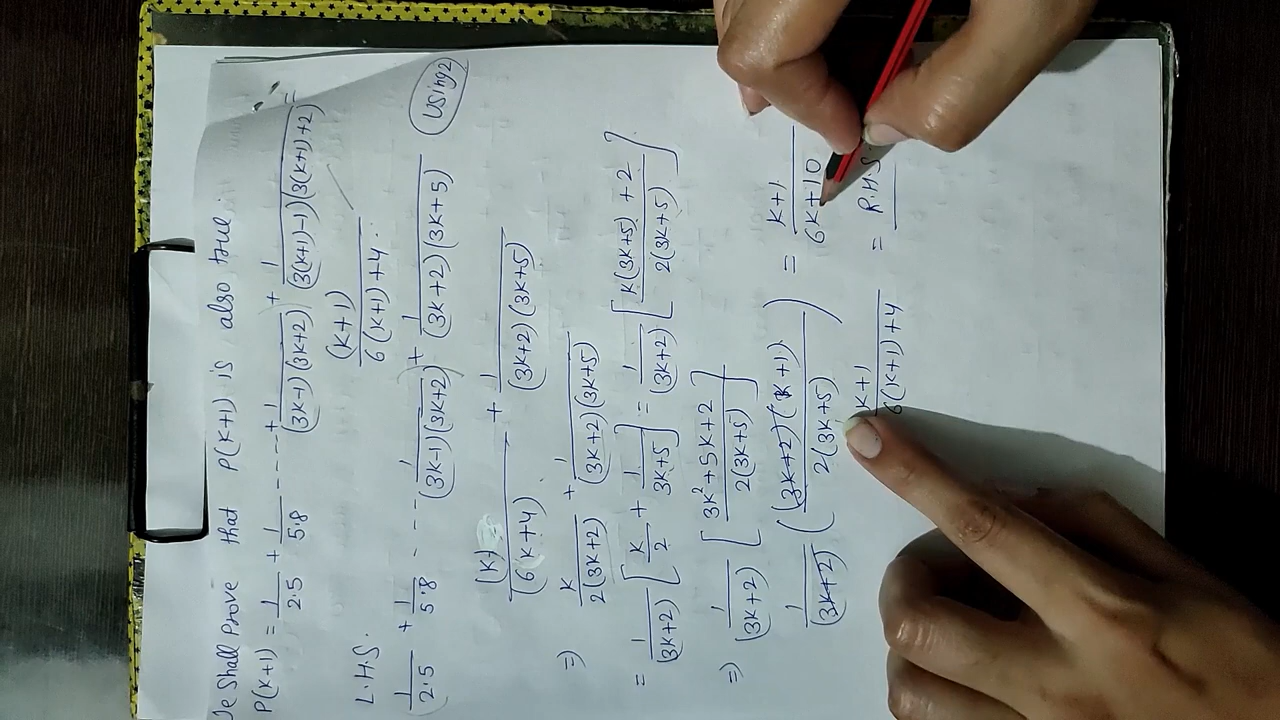 We Shall Prove that P(K+1) is also true.
P(K+1) = 1/2.5 + 1/5.8 ----+ 1/(3K-1)(3K+2) + 1/(3(K+1)-1)(3(K+1)+2) =
(K+1)/6(K+1)+4.
L.H.S.
1/2.5 + 1/5.8 - - - - 1/(3K-1)(3K+2) + 1/(3K+2)(3K+5) Using 2
(K)/(6K+4) + 1/(3K+2)(3K+5)
=) K/2(3K+2) + 1/(3K+2)(3K+5)
= 1/(3K+2) [K/2 + 1/3K+5] = 1/(3K+2) [K(3K+5)+2/2(3K+5)]
=) 1/(3K+2) [3K²+5K+2/2(3K+5)]
1/(3K+2) ((3K+2)(K+1)/2(3K+5)) = K+1/6K+10
K+1/6(K+1)+4 = R.H.S.